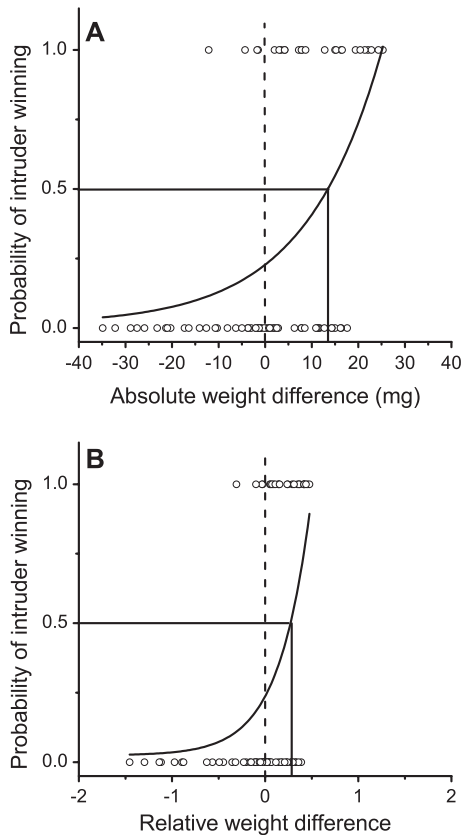 A
Probability of intruder winning
1.0
0.5
0.0
-40 -30 -20 -10 0 10 20 30 40
Absolute weight difference (mg)
B
Probability of intruder winning
1.0
0.5
0.0
-2 -1 0 1 2
Relative weight difference